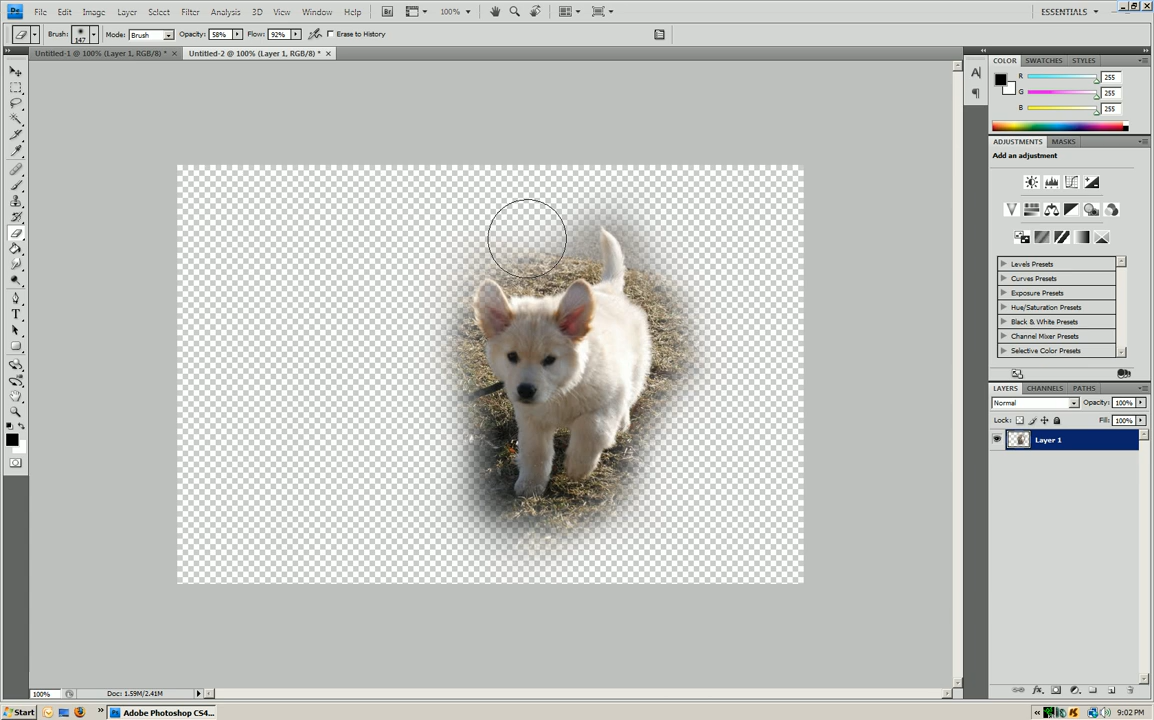 De File Edit Image Layer Select Filter Analysis 3D View Window Help Br 100% ESSENTIALS
Brush: 147 Mode: Brush Opacity: 58% Flow: 92% Erase to History
Untitled-1 @ 100% (Layer 1, RGB/8) * × Untitled-2 @ 100% (Layer 1, RGB/8) * ×
COLOR SWATCHES STYLES
R 255
G 255
B 255
ADJUSTMENTS MASKS
Add an adjustment
Levels Presets
Curves Presets
Exposure Presets
Hue/Saturation Presets
Black & White Presets
Channel Mixer Presets
Selective Color Presets
LAYERS CHANNELS PATHS
Normal Opacity: 100%
Lock: Fill: 100%
Layer 1
100% Doc: 1.59M/2.41M
Start Adobe Photoshop CS4... 9:02 PM